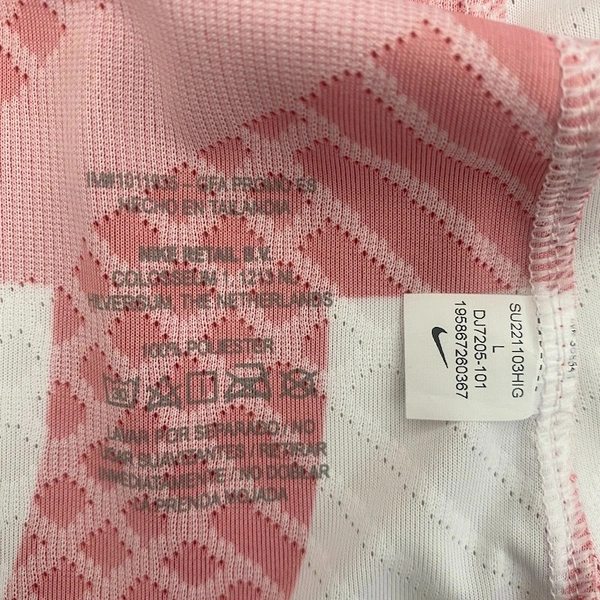 HECHO EN TAILANDIA
NIKE RETAIL B.V.
COLOSSEUM 1, 1213 NL
HILVERSUM, THE NETHERLANDS
100% POLIESTER
LAVAR POR SEPARADO / NO
USAR SUAVIZANTES / RETIRAR
INMEDIATAMENTE . NO DOBLAR
LA PRENDA MOJADA
SU221103HIG
L
DJ7205-101
195867260367